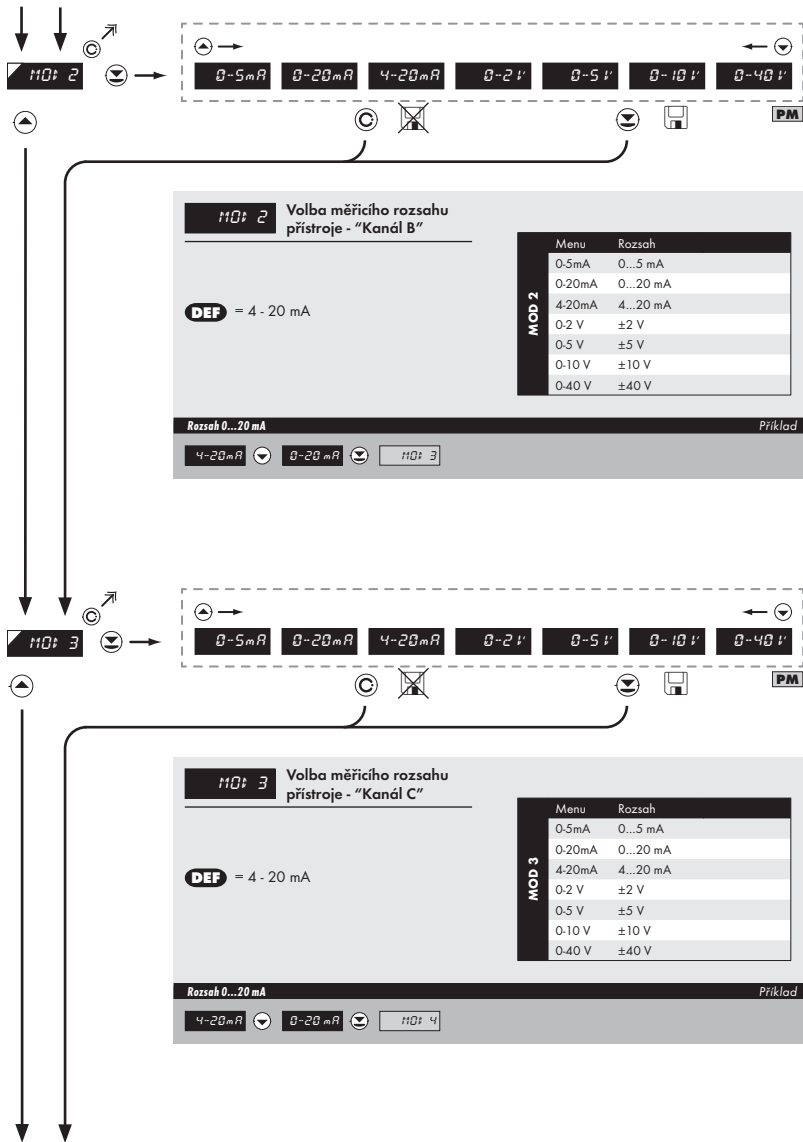 MOD 2
0-5mA 0-20mA 4-20mA 0-2 V 0-5 V 0-10 V 0-40 V
C
PM
MOD 2
Volba měřicího rozsahu
přístroje - “Kanál B”
DEF = 4 - 20 mA
MOD 2
Menu Rozsah
0-5mA 0...5 mA
0-20mA 0...20 mA
4-20mA 4...20 mA
0-2 V ±2 V
0-5 V ±5 V
0-10 V ±10 V
0-40 V ±40 V
Rozsah 0...20 mA Příklad
4-20mA 0-20 mA MOD 3
C
MOD 3
0-5mA 0-20mA 4-20mA 0-2 V 0-5 V 0-10 V 0-40 V
C
PM
MOD 3
Volba měřicího rozsahu
přístroje - “Kanál C”
DEF = 4 - 20 mA
MOD 3
Menu Rozsah
0-5mA 0...5 mA
0-20mA 0...20 mA
4-20mA 4...20 mA
0-2 V ±2 V
0-5 V ±5 V
0-10 V ±10 V
0-40 V ±40 V
Rozsah 0...20 mA Příklad
4-20mA 0-20 mA MOD 4